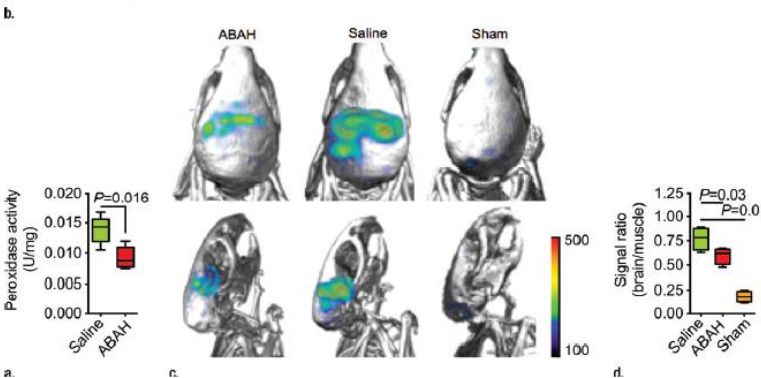 b.
ABAH Saline Sham
Peroxidase activity
(U/mg)
0.020
0.015
0.010
0.005
0.000
P=0.016
Saline
ABAH
500
100
Signal ratio
(brain/muscle)
1.25
1.00
0.75
0.50
0.25
0.00
P=0.03
P=0.0
Saline
ABAH
Sham
a.
c.
d.